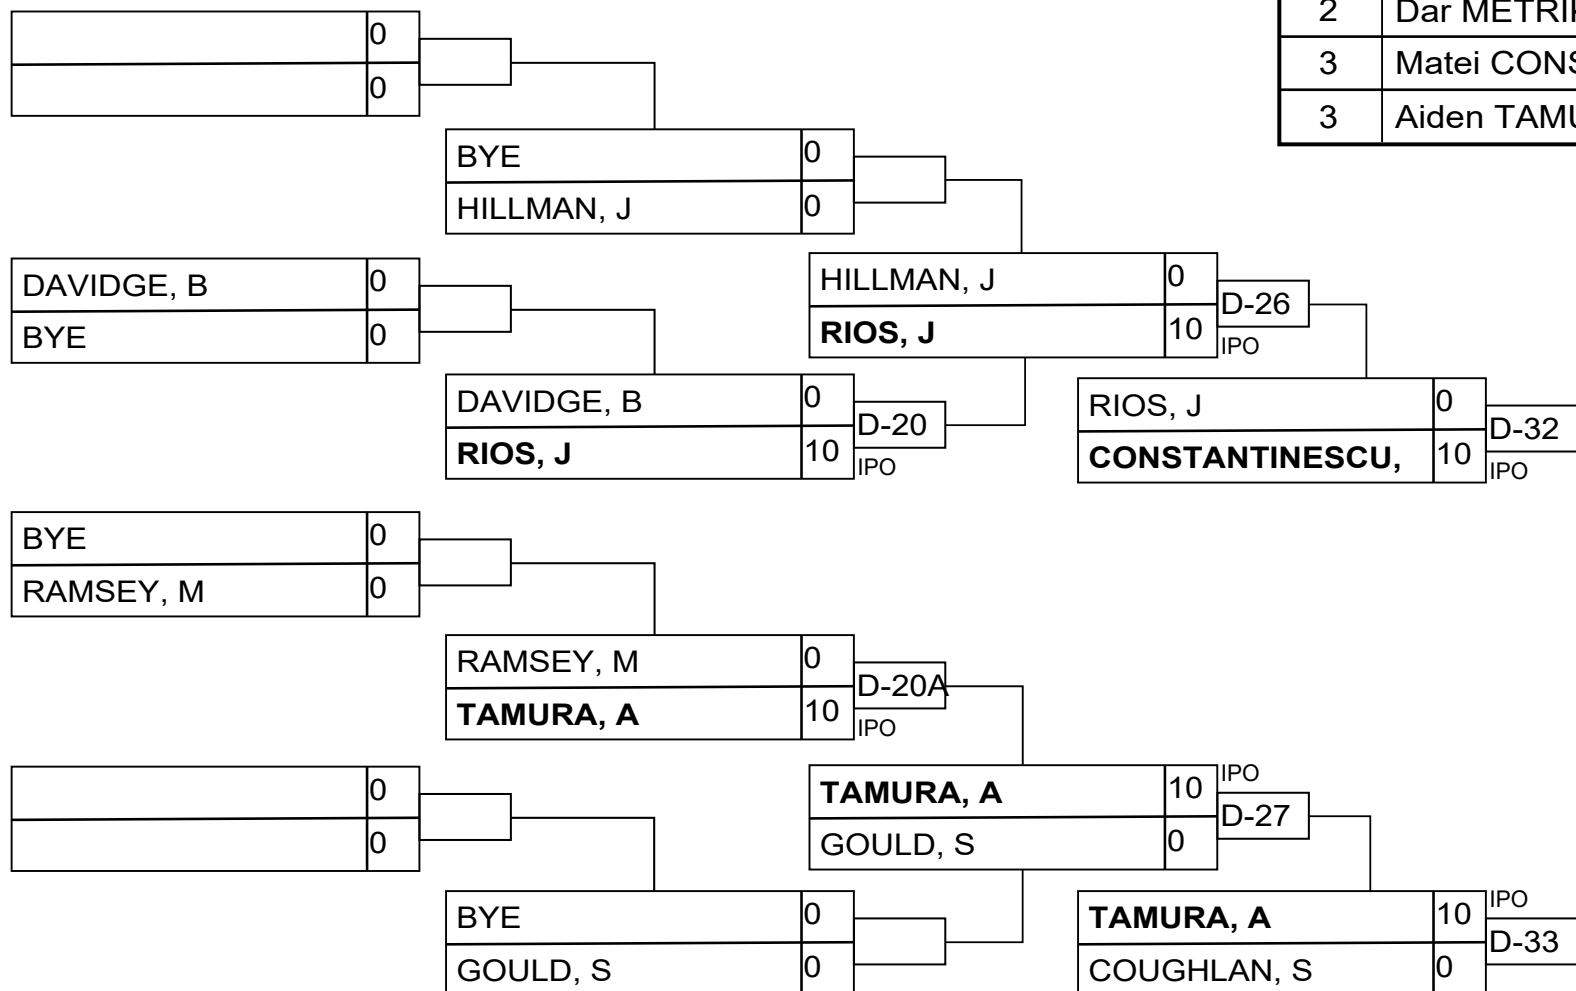 2
3 Matei
3 Aiden
Dar
0
0
BYE 0
HILLMAN, J 0
DAVIDGE, B 0
BYE 0
HILLMAN, J 0
D-26
RIOS, J 10
IPO
DAVIDGE, B 0
D-20
RIOS, J 10
IPO
RIOS, J 0
D-32
CONSTANTINESCU, 10
IPO
BYE 0
RAMSEY, M 0
RAMSEY, M 0
D-20A
TAMURA, A 10
IPO
0
0
IPO
TAMURA, A 10
D-27
GOULD, S 0
BYE 0
GOULD, S 0
IPO
TAMURA, A 10
D-33
COUGHLAN, S 0